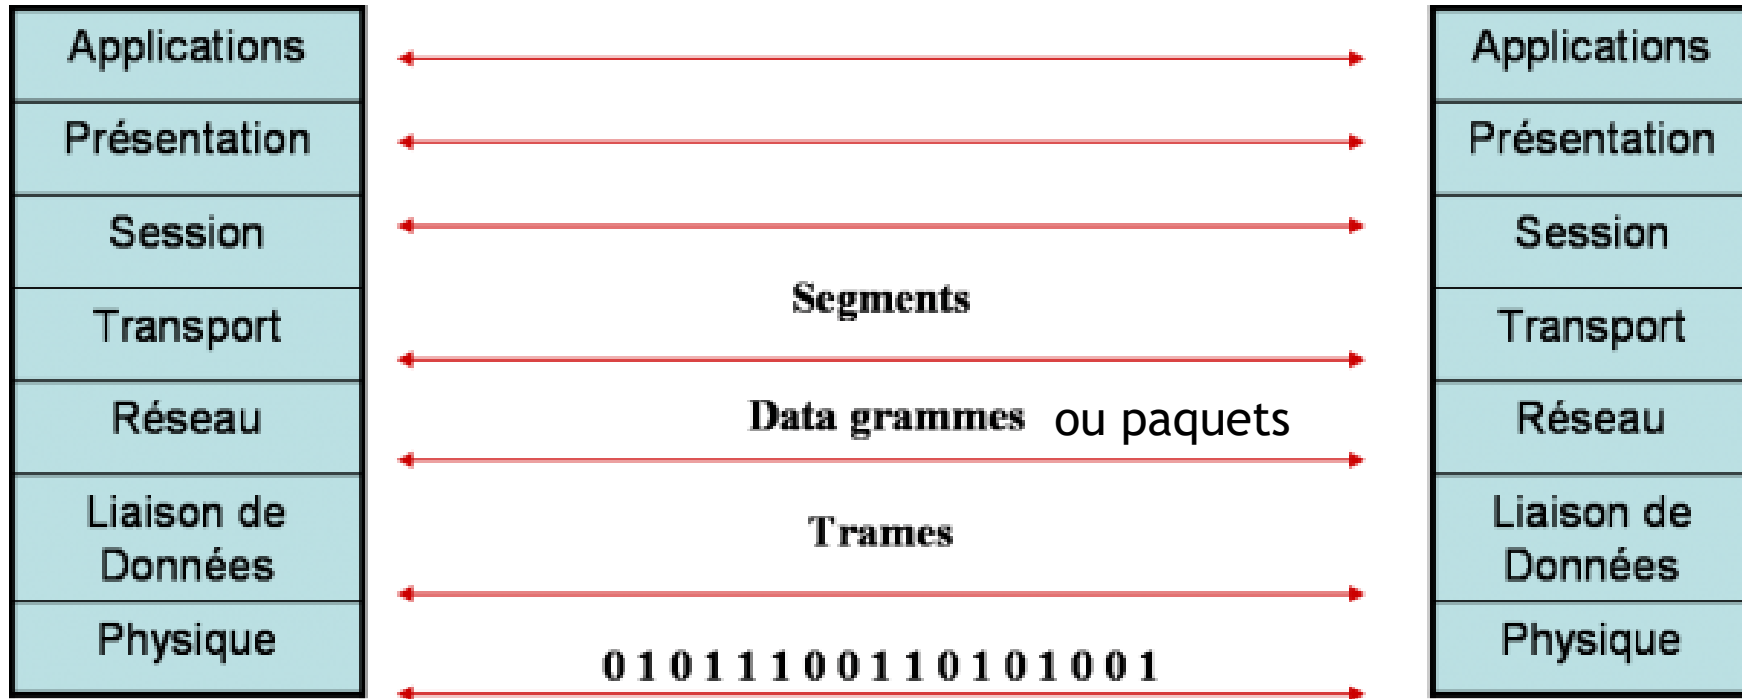 Applications
Applications
Présentation
Présentation
Session
Session
Segments
Transport
Transport
Data grammes ou paquets
Réseau
Réseau
Liaison de
Données
Trames
Liaison de
Données
Physique
0 1 0 1 1 1 0 0 1 1 0 1 0 1 0 0 1
Physique